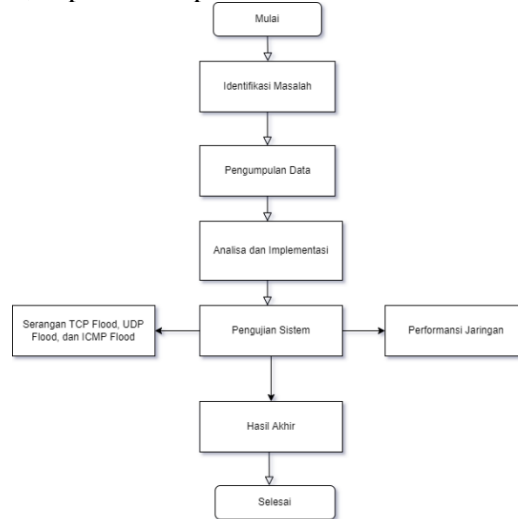 Mulai
Identifikasi Masalah
Pengumpulan Data
Analisa dan Implementasi
Serangan TCP Flood, UDP
Flood, dan ICMP Flood
Pengujian Sistem
Performansi Jaringan
Hasil Akhir
Selesai